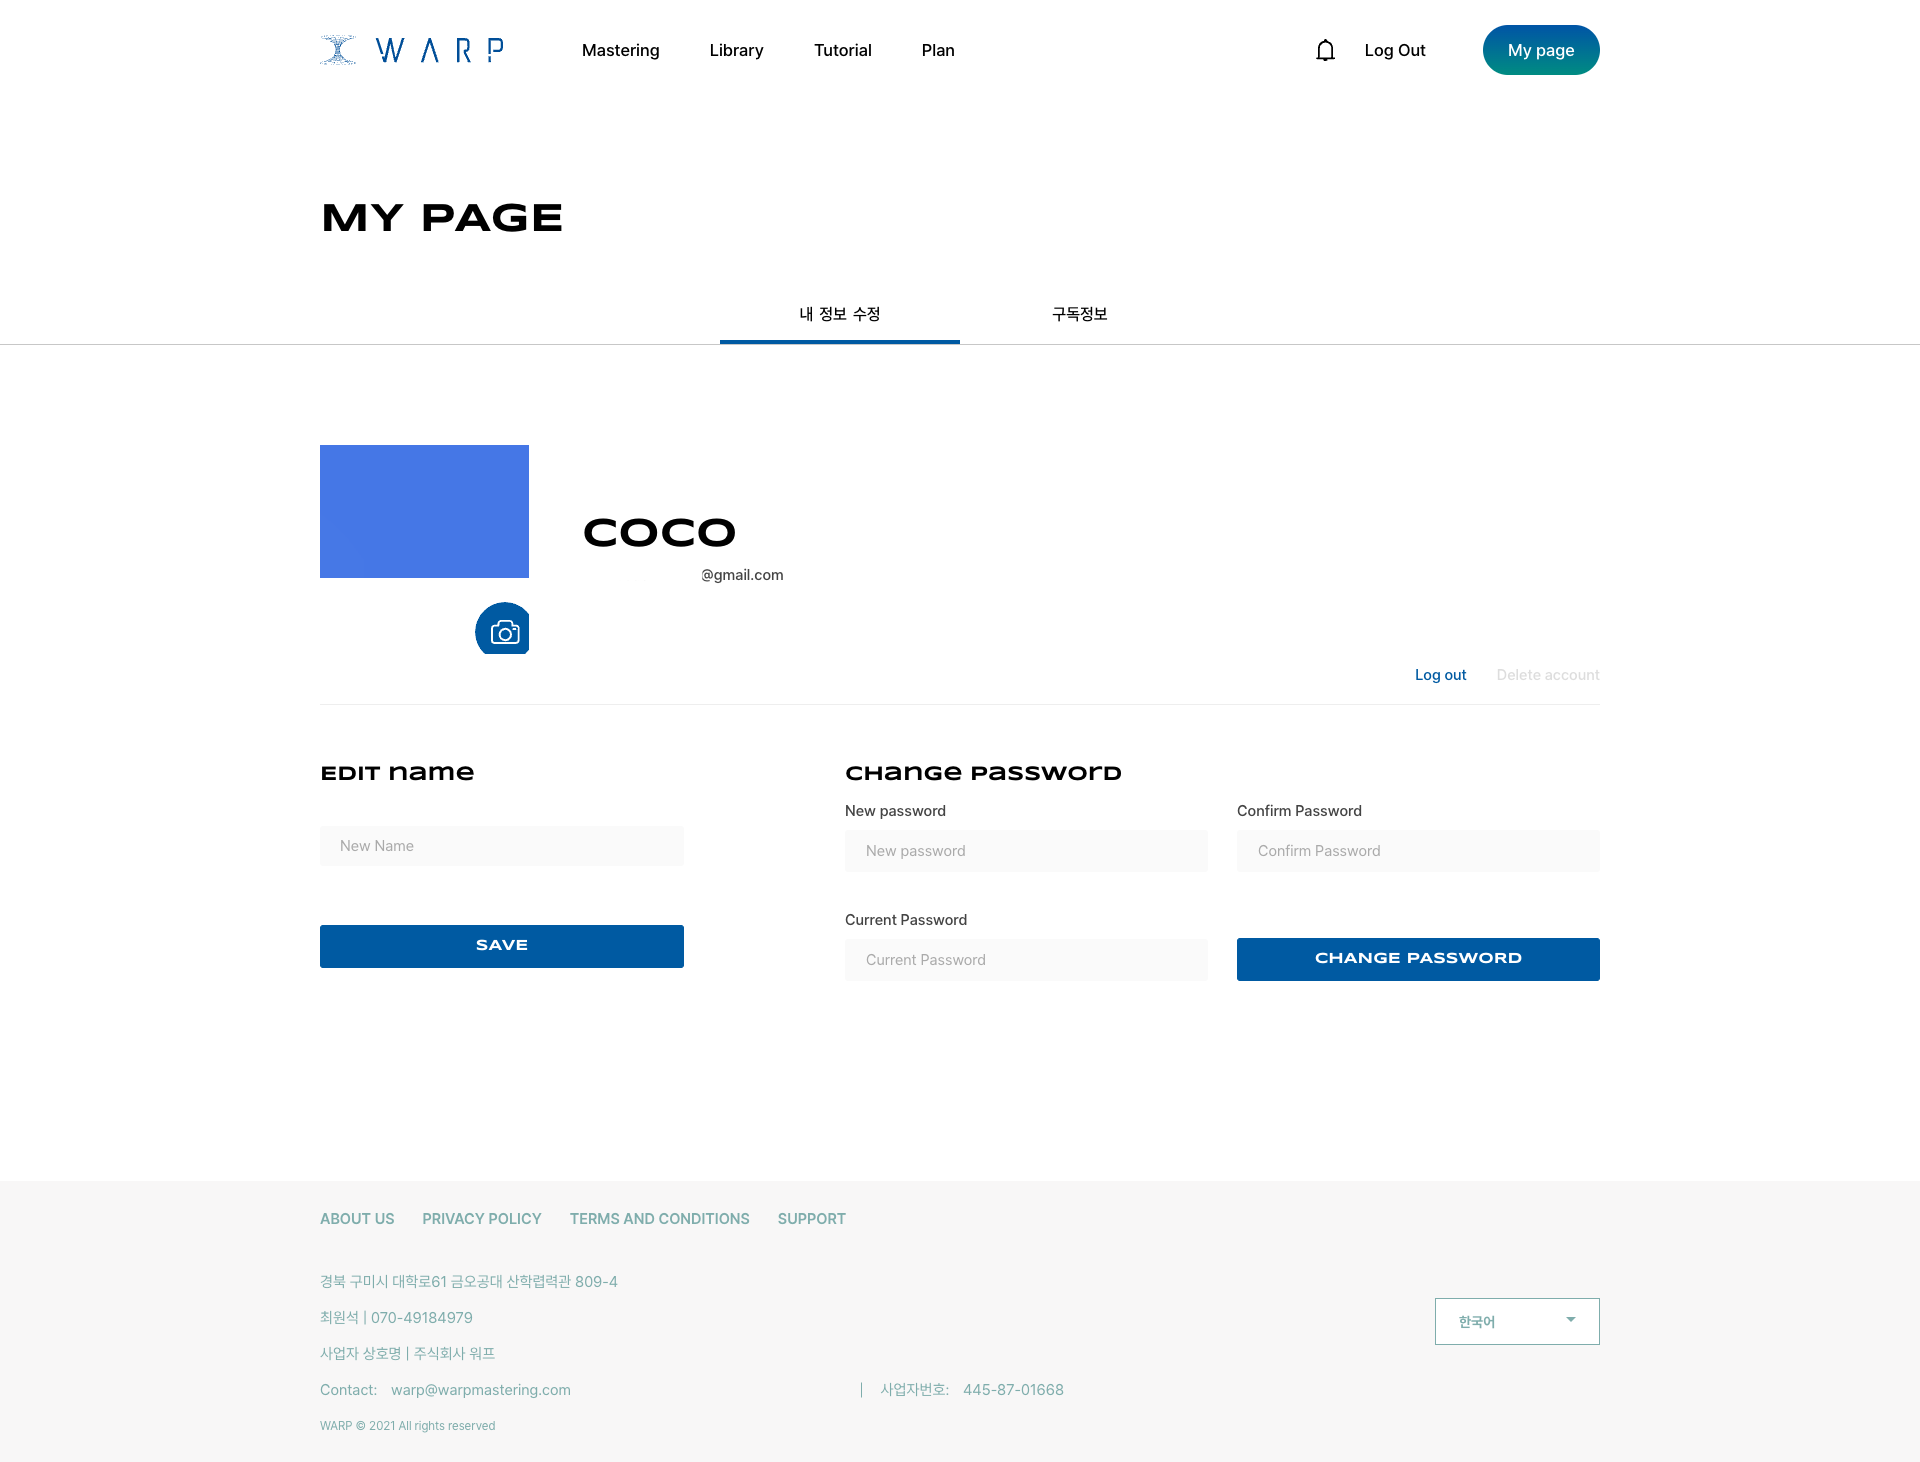 WARP
Mastering Library Tutorial Plan Log Out My page
MY PAGE
내 정보 수정 구독정보
COCO
@gmail.com
Log out Delete account
EDIT name
New Name
SAVE
CHange PassworD
New password Confirm Password
New password Confirm Password
Current Password
Current Password
CHANGE PASSWORD
ABOUT US PRIVACY POLICY TERMS AND CONDITIONS SUPPORT
경북 구미시 대학로61 금오공대 산학렵력관 809-4
최원석 | 070-49184979
사업자 상호명 | 주식회사 워프
한국어
Contact: warp@warpmastering.com | 사업자번호: 445-87-01668
WARP © 2021 All rights reserved